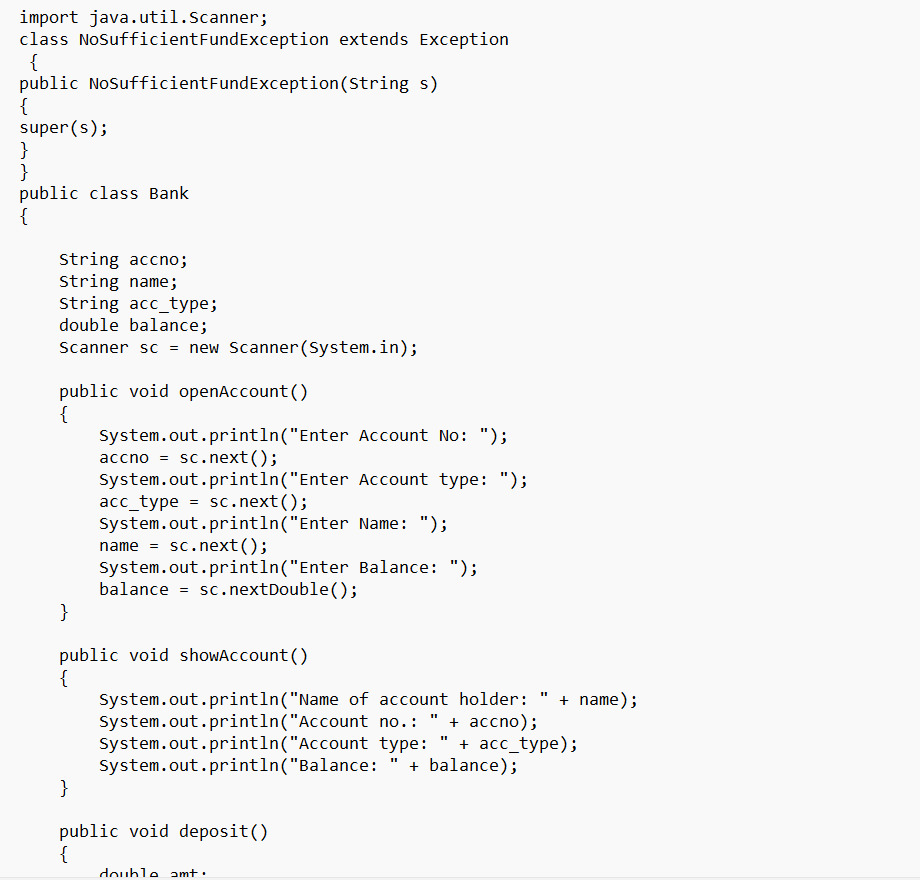 import java.util.Scanner;
class NoSufficientFundException extends Exception
 {
public NoSufficientFundException(String s)
{
super(s);
}
}
public class Bank
{

    String accno;
    String name;
    String acc_type;
    double balance;
    Scanner sc = new Scanner(System.in);

    public void openAccount()
    {
        System.out.println("Enter Account No: ");
        accno = sc.next();
        System.out.println("Enter Account type: ");
        acc_type = sc.next();
        System.out.println("Enter Name: ");
        name = sc.next();
        System.out.println("Enter Balance: ");
        balance = sc.nextDouble();
    }

    public void showAccount()
    {
        System.out.println("Name of account holder: " + name);
        System.out.println("Account no.: " + accno);
        System.out.println("Account type: " + acc_type);
        System.out.println("Balance: " + balance);
    }

    public void deposit()
    {
        double amt;